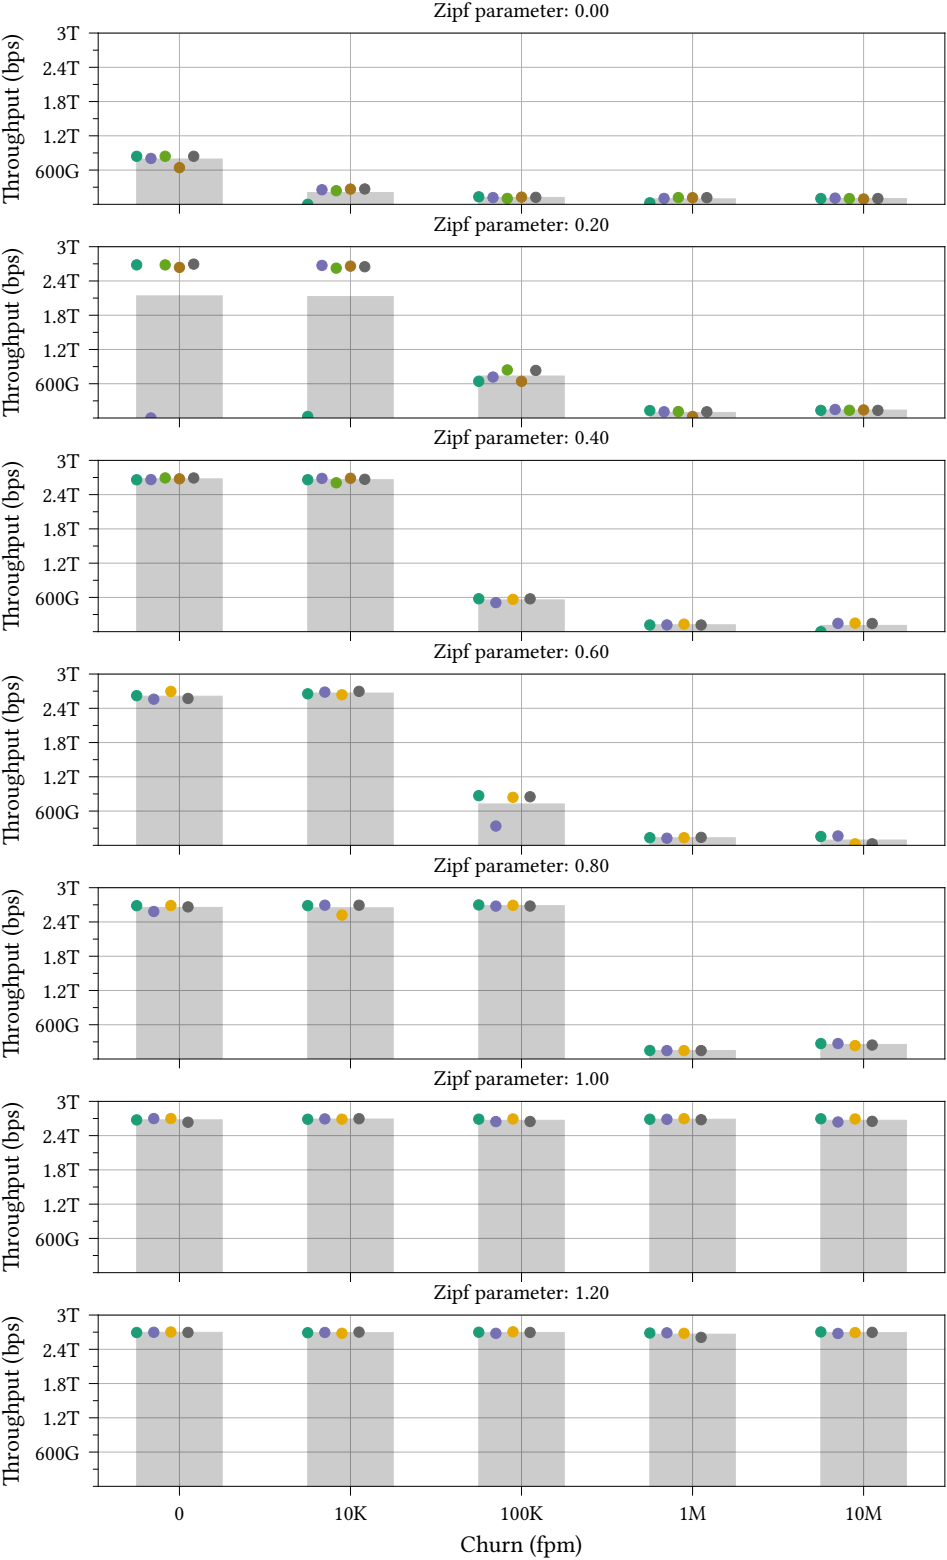 Zipf parameter: 0.00
Throughput (bps)
3T
2.4T
1.8T
1.2T
600G
Zipf parameter: 0.20
Throughput (bps)
3T
2.4T
1.8T
1.2T
600G
Zipf parameter: 0.40
Throughput (bps)
3T
2.4T
1.8T
1.2T
600G
Zipf parameter: 0.60
Throughput (bps)
3T
2.4T
1.8T
1.2T
600G
Zipf parameter: 0.80
Throughput (bps)
3T
2.4T
1.8T
1.2T
600G
Zipf parameter: 1.00
Throughput (bps)
3T
2.4T
1.8T
1.2T
600G
Zipf parameter: 1.20
Throughput (bps)
3T
2.4T
1.8T
1.2T
600G
0 10K 100K 1M 10M
Churn (fpm)